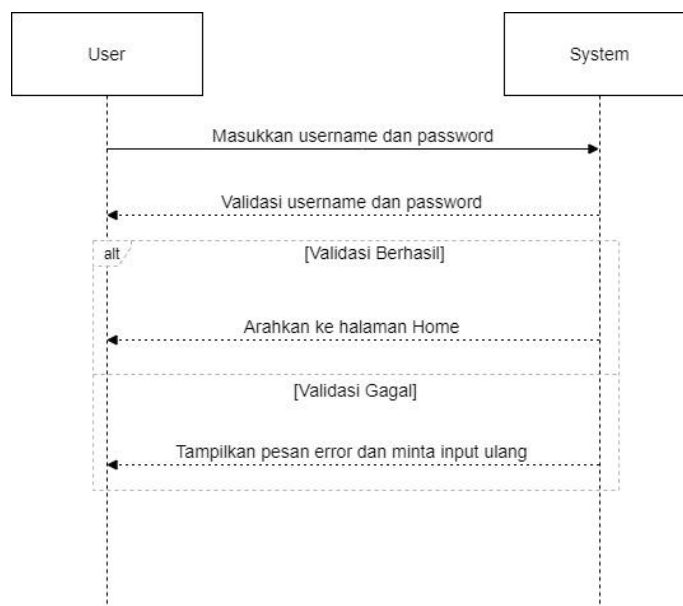 User
System
Masukkan username dan password
Validasi username dan password
alt
[Validasi Berhasil]
Arahkan ke halaman Home
[Validasi Gagal]
Tampilkan pesan error dan minta input ulang